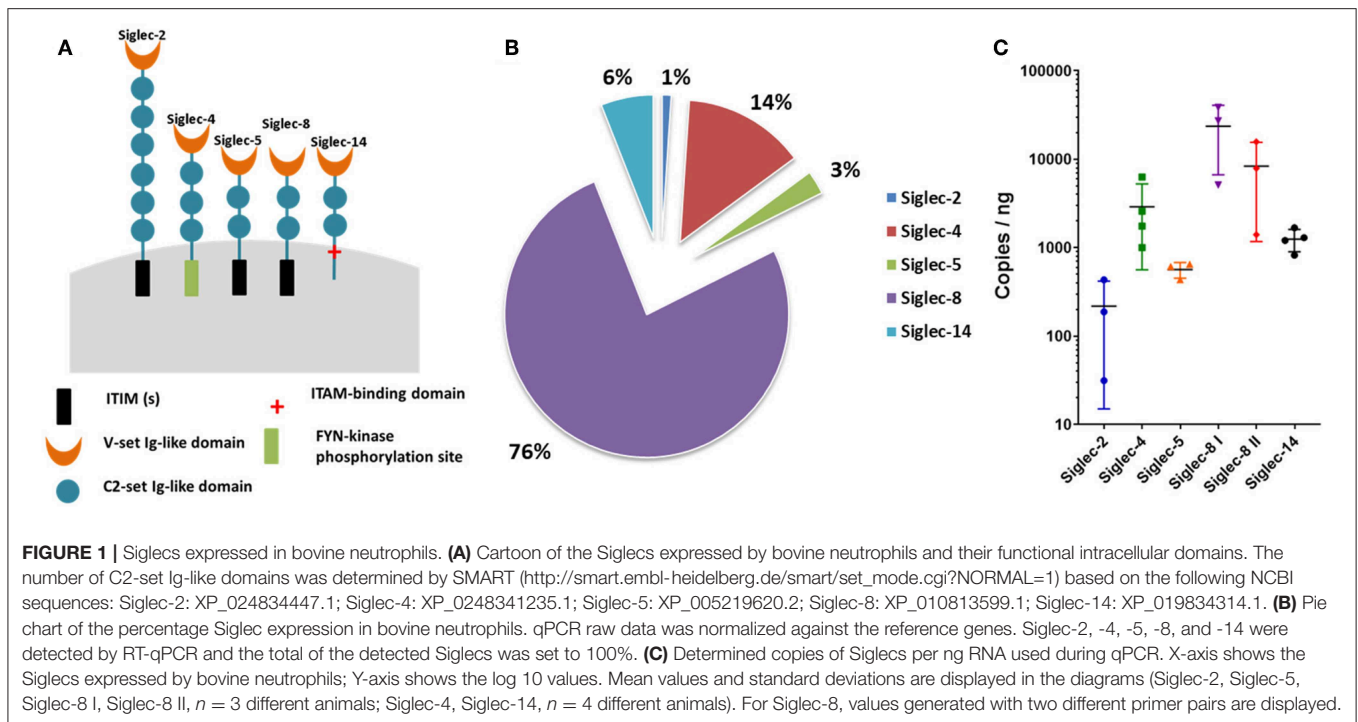 A
Siglec-2
Siglec-4
Siglec-5
Siglec-8
Siglec-14
ITIM (s)
V-set Ig-like domain
C2-set Ig-like domain
ITAM-binding domain
FYN-kinase
phosphorylation site
B
6%
1%
14%
3%
76%
Siglec-2
Siglec-4
Siglec-5
Siglec-8
Siglec-14
C
Copies / ng
100000
10000
1000
100
10
Siglec-2
Siglec-4
Siglec-5
Siglec-8 I
Siglec-8 II
Siglec-14
FIGURE 1 | Siglecs expressed in bovine neutrophils. (A) Cartoon of the Siglecs expressed by bovine neutrophils and their functional intracellular domains. The
number of C2-set Ig-like domains was determined by SMART (http://smart.embl-heidelberg.de/smart/set_mode.cgi?NORMAL=1) based on the following NCBI
sequences: Siglec-2: XP_024834447.1; Siglec-4: XP_0248341235.1; Siglec-5: XP_005219620.2; Siglec-8: XP_010813599.1; Siglec-14: XP_019834314.1. (B) Pie
chart of the percentage Siglec expression in bovine neutrophils. qPCR raw data was normalized against the reference genes. Siglec-2, -4, -5, -8, and -14 were
detected by RT-qPCR and the total of the detected Siglecs was set to 100%. (C) Determined copies of Siglecs per ng RNA used during qPCR. X-axis shows the
Siglecs expressed by bovine neutrophils; Y-axis shows the log 10 values. Mean values and standard deviations are displayed in the diagrams (Siglec-2, Siglec-5,
Siglec-8 I, Siglec-8 II, n = 3 different animals; Siglec-4, Siglec-14, n = 4 different animals). For Siglec-8, values generated with two different primer pairs are displayed.